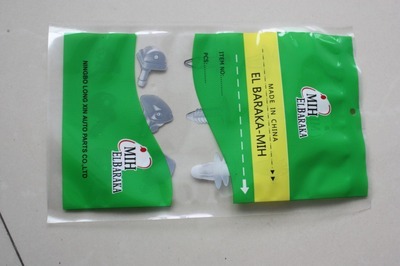 MIH
EL BARAKA
MADE IN CHINA
EL BARAKA-MIH
ITEM NO.
PCS:
MIH
EL BARAKA
NINGBO LONG XIN AUTO PARTS CO.,LTD